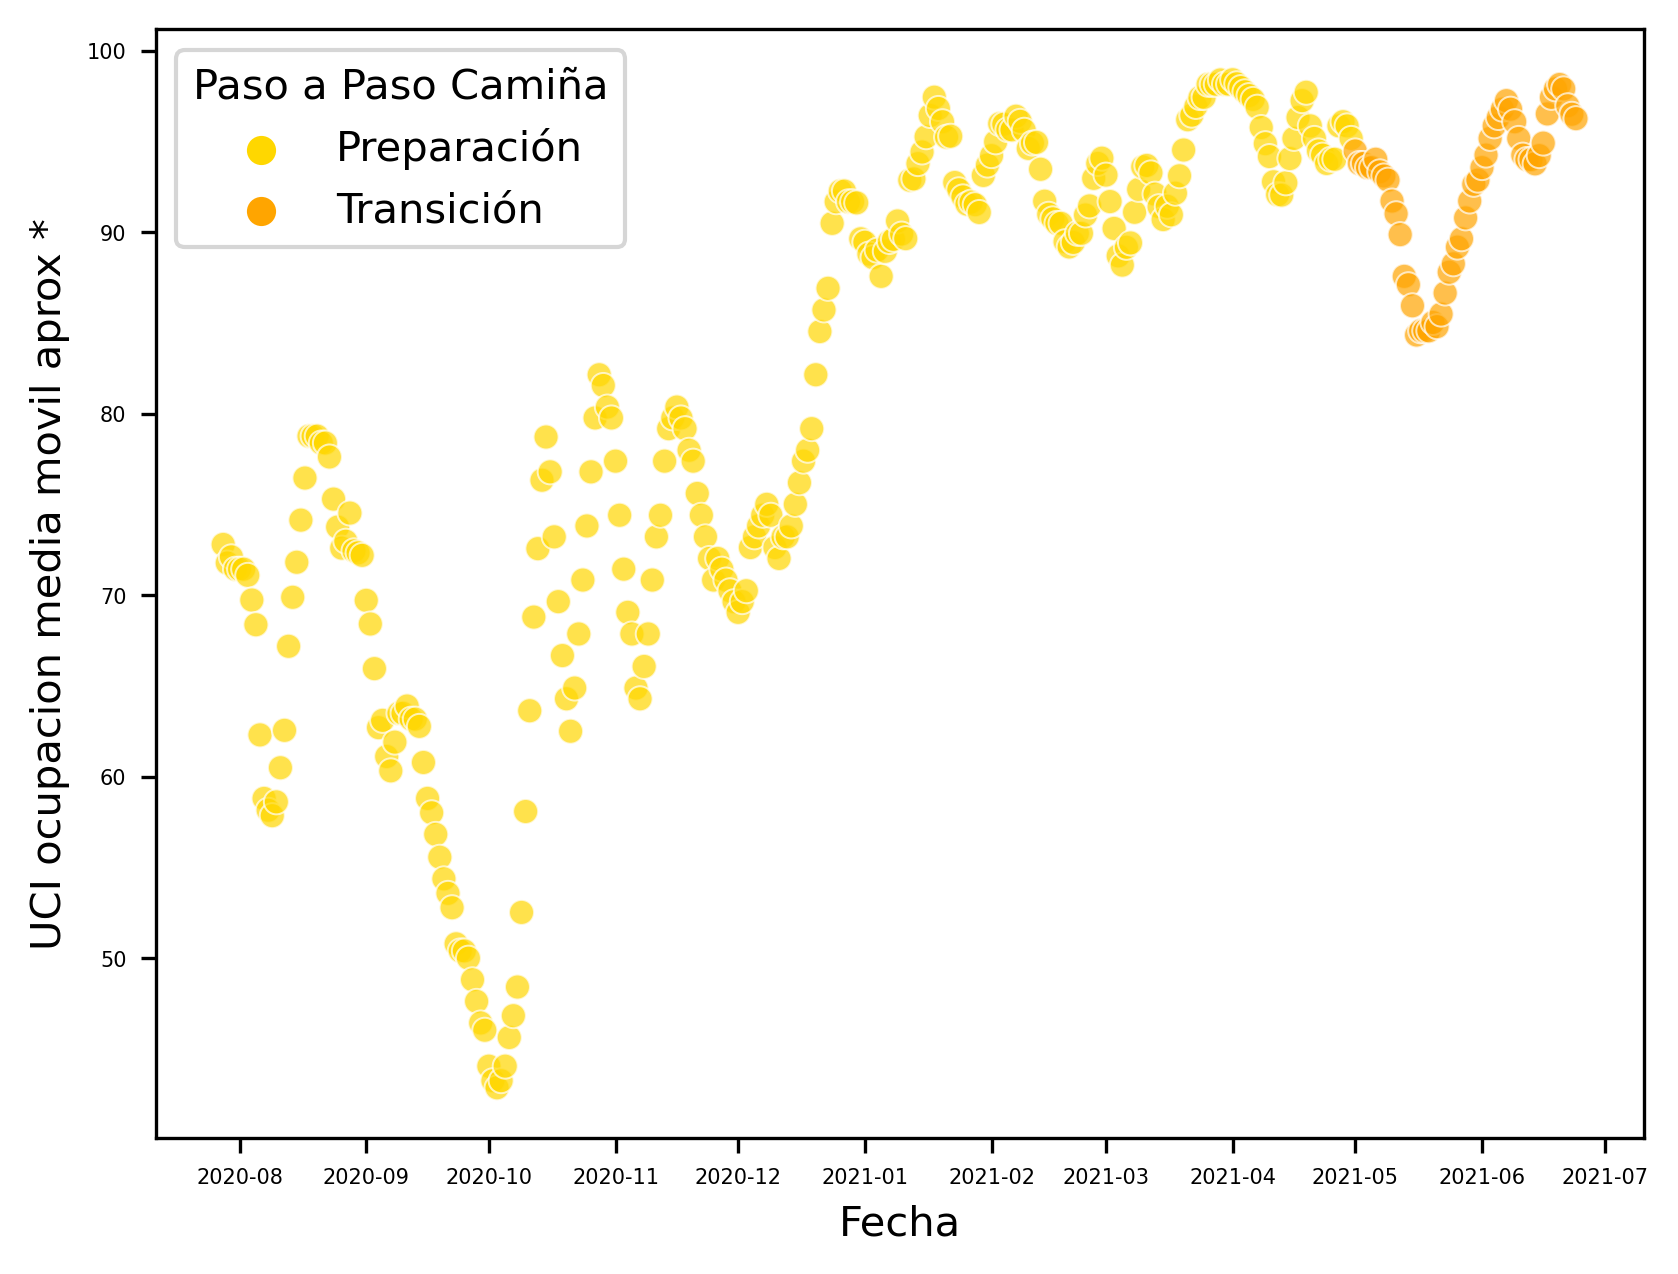 Paso a Paso Camiña
Preparación
Transición
UCI ocupacion media movil aprox *
100
90
80
70
60
50
2020-08 2020-09 2020-10 2020-11 2020-12 2021-01 2021-02 2021-03 2021-04 2021-05 2021-06 2021-07
Fecha